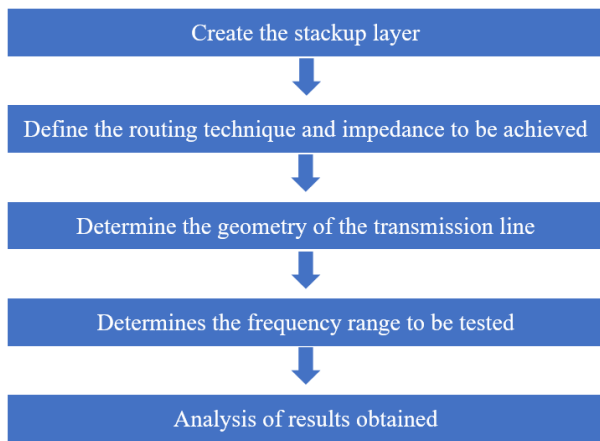 Create the stackup layer
Define the routing technique and impedance to be achieved
Determine the geometry of the transmission line
Determines the frequency range to be tested
Analysis of results obtained